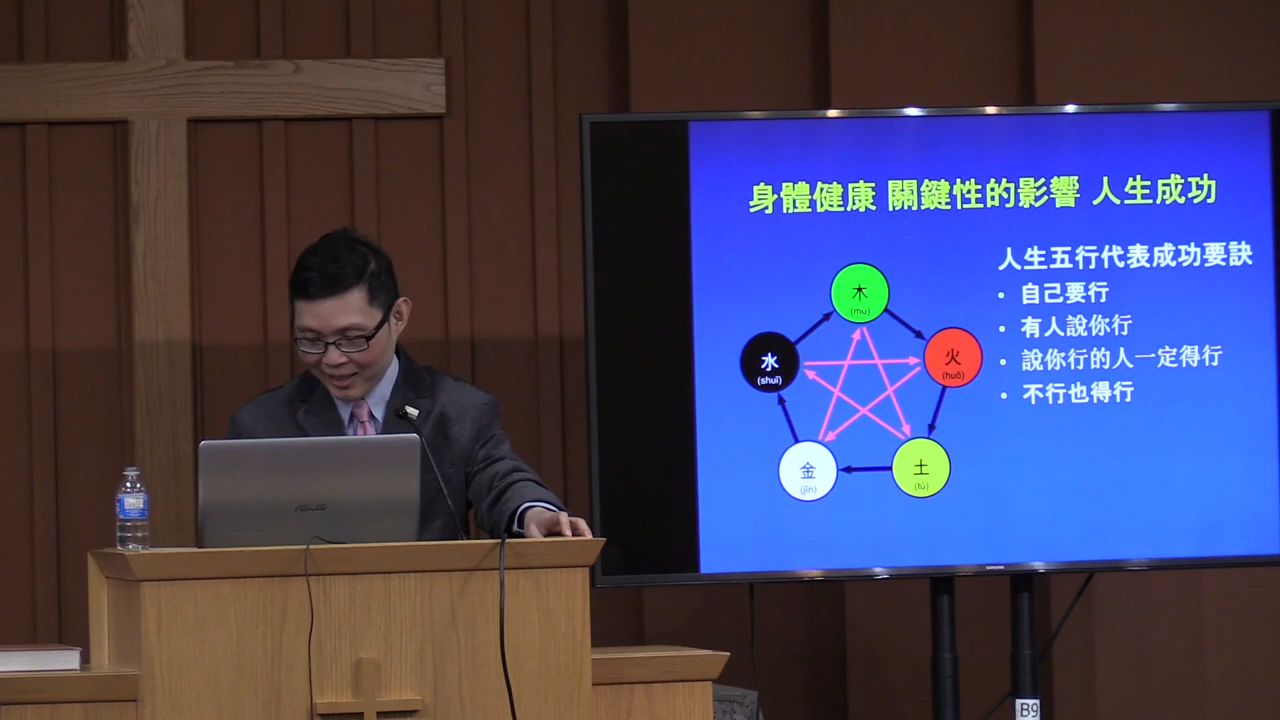 身體健康 關鍵性的影響 人生成功
人生五行代表成功要訣
• 自己要行
• 有人說你行
• 說你行的人一定得行
• 不行也得行
木
(mù)
水
(shuǐ)
火
(huǒ)
金
(jīn)
土
(tǔ)
ASUS
SAMSUNG
B9